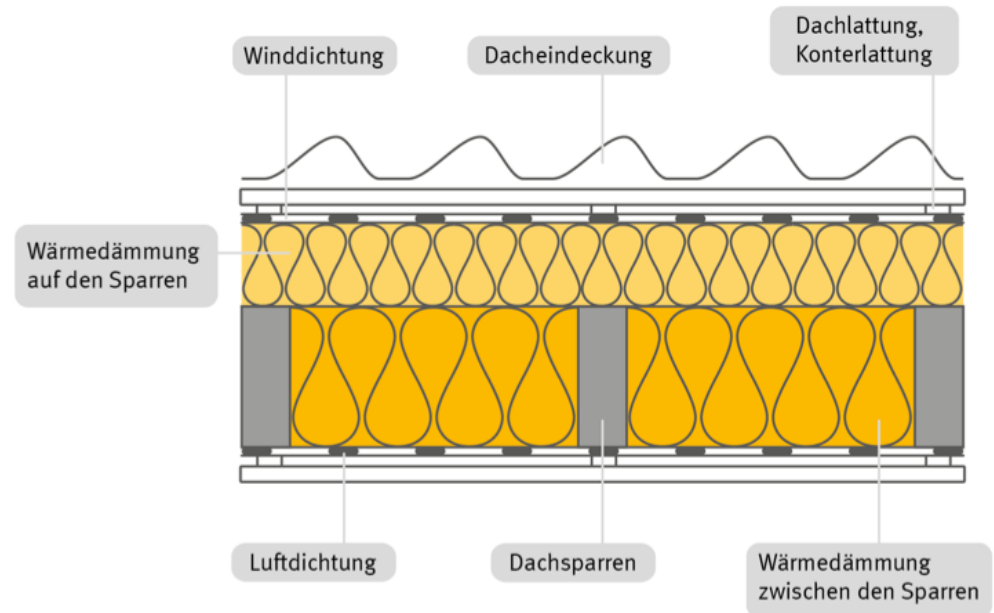 Winddichtung
Dacheindeckung
Dachlattung,
Konterlattung
Wärmedämmung
auf den Sparren
Luftdichtung
Dachsparren
Wärmedämmung
zwischen den Sparren